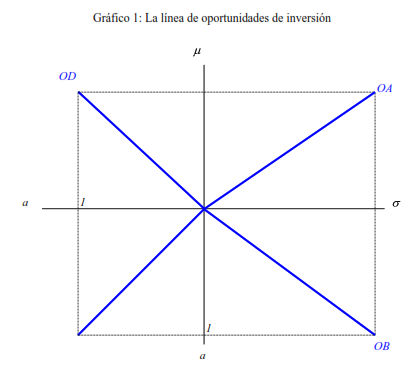 Gráfico 1: La línea de oportunidades de inversión
μ
OD
OA
a
1
σ
1
OB
a